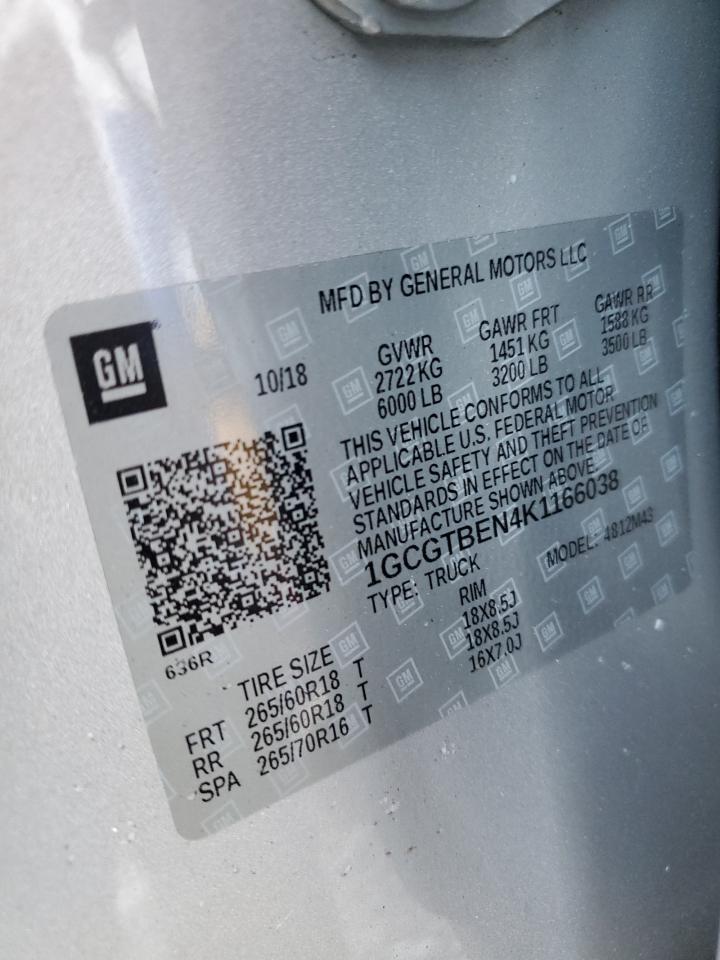 MFD BY GENERAL MOTORS LLC
GM
10/18
GVWR GAWR FRT GAWR RR
2722 KG 1451 KG 1588 KG
6000 LB 3200 LB 3500 LB
THIS VEHICLE CONFORMS TO ALL
APPLICABLE U.S. FEDERAL MOTOR
VEHICLE SAFETY AND THEFT PREVENTION
STANDARDS IN EFFECT ON THE DATE OF
MANUFACTURE SHOWN ABOVE.
1GCGTBEN4K1166038
TYPE: TRUCK MODEL: 4812M43
636R
TIRE SIZE RIM
FRT 265/60R18 T 18X8.5J
RR 265/60R18 T 18X8.5J
SPA 265/70R16 T 16X7.0J